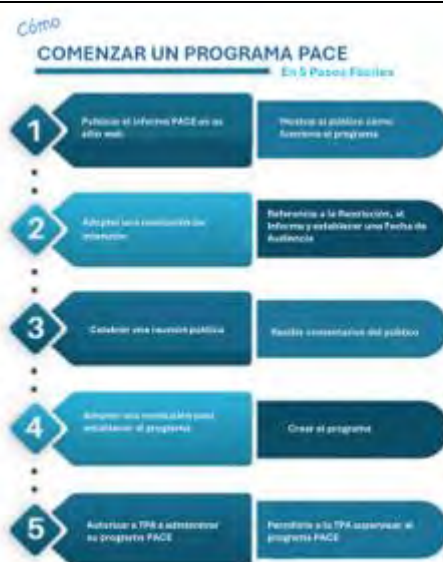 Cómo
COMENZAR UN PROGRAMA PACE
En 5 Pasos Fáciles
1
Publicar el informe PACE en su
sitio web
Mostrar al público cómo
funciona el programa
2
Adoptar una resolución de
intención
Referencia a la Resolución, el
Informe y establecer una Fecha de
Audiencia
3
Celebrar una reunión pública
Recibir comentarios del público
4
Adoptar una resolución para
establecer el programa
Crear el programa
5
Autorizar a TPA a administrar
su programa PACE
Permitirle a la TPA supervisar el
programa PACE